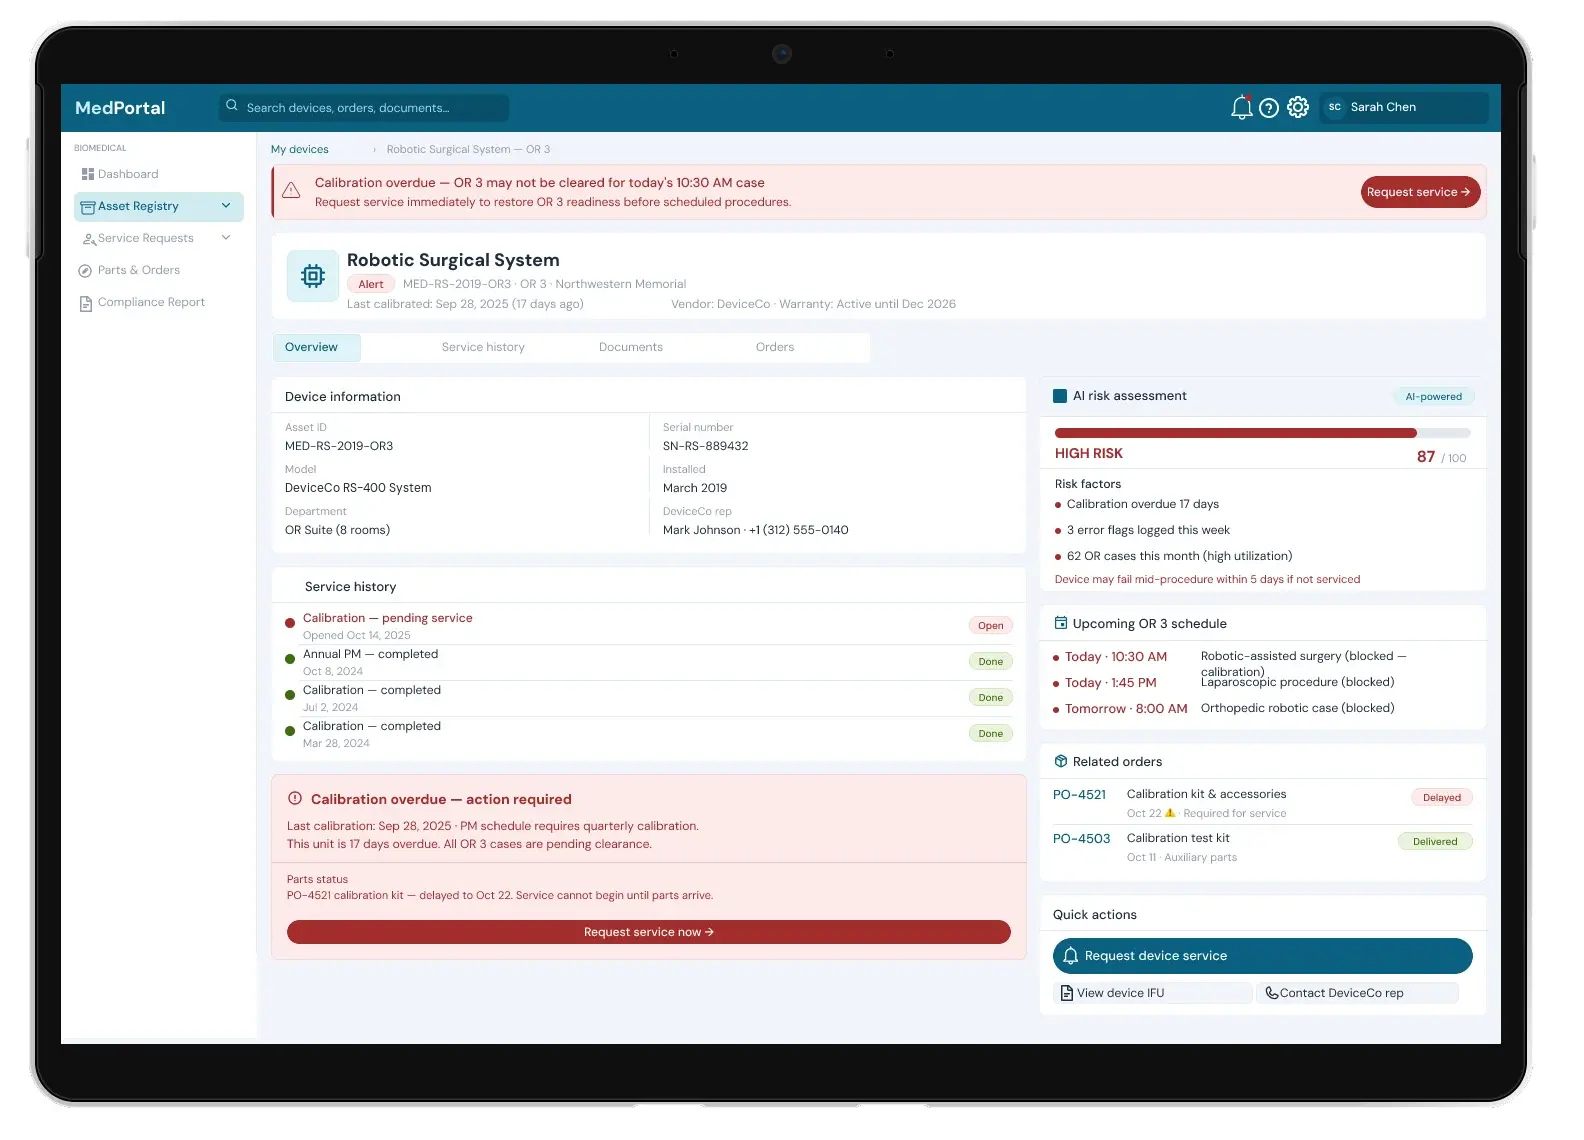 MedPortal
Search devices, orders, documents...
SC
Sarah Chen
BIOMEDICAL
Dashboard
Asset Registry
Service Requests
Parts & Orders
Compliance Report
My devices › Robotic Surgical System — OR 3
Calibration overdue — OR 3 may not be cleared for today's 10:30 AM case
Request service immediately to restore OR 3 readiness before scheduled procedures.
Request service →
Robotic Surgical System
Alert
MED-RS-2019-OR3 · OR 3 · Northwestern Memorial
Last calibrated: Sep 28, 2025 (17 days ago)
Vendor: DeviceCo · Warranty: Active until Dec 2026
Overview
Service history
Documents
Orders
Device information
Asset ID
MED-RS-2019-OR3
Serial number
SN-RS-889432
Model
DeviceCo RS-400 System
Installed
March 2019
Department
OR Suite (8 rooms)
DeviceCo rep
Mark Johnson · +1 (312) 555-0140
Service history
Calibration — pending service
Opened Oct 14, 2025
Open
Annual PM — completed
Oct 8, 2024
Done
Calibration — completed
Jul 2, 2024
Done
Calibration — completed
Mar 28, 2024
Done
Calibration overdue — action required
Last calibration: Sep 28, 2025 · PM schedule requires quarterly calibration.
This unit is 17 days overdue. All OR 3 cases are pending clearance.
Parts status
PO-4521 calibration kit — delayed to Oct 22. Service cannot begin until parts arrive.
Request service now →
AI risk assessment
AI-powered
HIGH RISK
87 / 100
Risk factors
Calibration overdue 17 days
3 error flags logged this week
62 OR cases this month (high utilization)
Device may fail mid-procedure within 5 days if not serviced
Upcoming OR 3 schedule
Today · 10:30 AM
Robotic-assisted surgery (blocked —
calibration)
Today · 1:45 PM
Laparoscopic procedure (blocked)
Tomorrow · 8:00 AM
Orthopedic robotic case (blocked)
Related orders
PO-4521
Calibration kit & accessories
Oct 22 ⚠️ · Required for service
Delayed
PO-4503
Calibration test kit
Oct 11 · Auxiliary parts
Delivered
Quick actions
Request device service
View device IFU
Contact DeviceCo rep